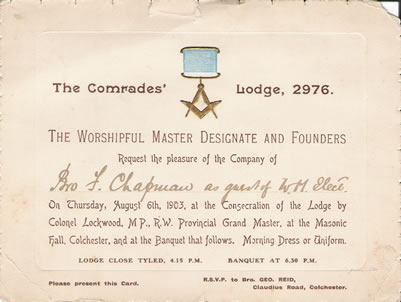 The Comrades' Lodge, 2976.
THE WORSHIPFUL MASTER DESIGNATE AND FOUNDERS
Request the pleasure of the Company of
Bro F. Chapman as guest of W.M. Elect.
On Thursday, August 6th, 1903, at the Consecration of the Lodge by
Colonel Lockwood, M.P., R.W. Provincial Grand Master, at the Masonic
Hall, Colchester, and at the Banquet that follows. Morning Dress or Uniform.
LODGE CLOSE TYLED, 4.15 P.M. BANQUET AT 6.30 P.M.
Please present this Card.
R.S.V.P. to Bro. GEO. REID,
Claudius Road, Colchester.